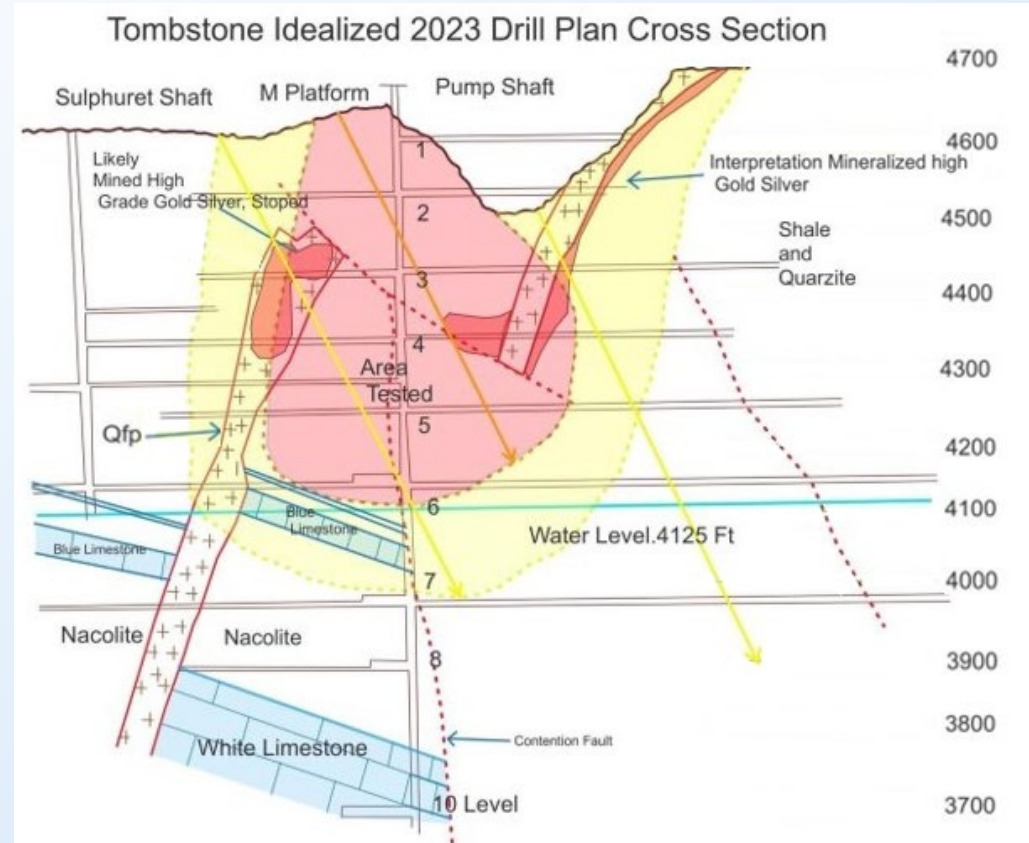 Tombstone Idealized 2023 Drill Plan Cross Section
4700
Sulphuret Shaft
M Platform
Pump Shaft
4600
1
Likely
Mined High
Grade Gold Silver, Stoped
Interpretation Mineralized high
Gold Silver
2
4500
Shale
and
Quarzite
3
4400
4
4300
Area
Tested
5
Qfp
4200
6
4100
Blue
Limestone
Water Level.4125 Ft
Blue Limestone
7
4000
Nacolite
Nacolite
8
3900
3800
White Limestone
Contention Fault
10 Level
3700